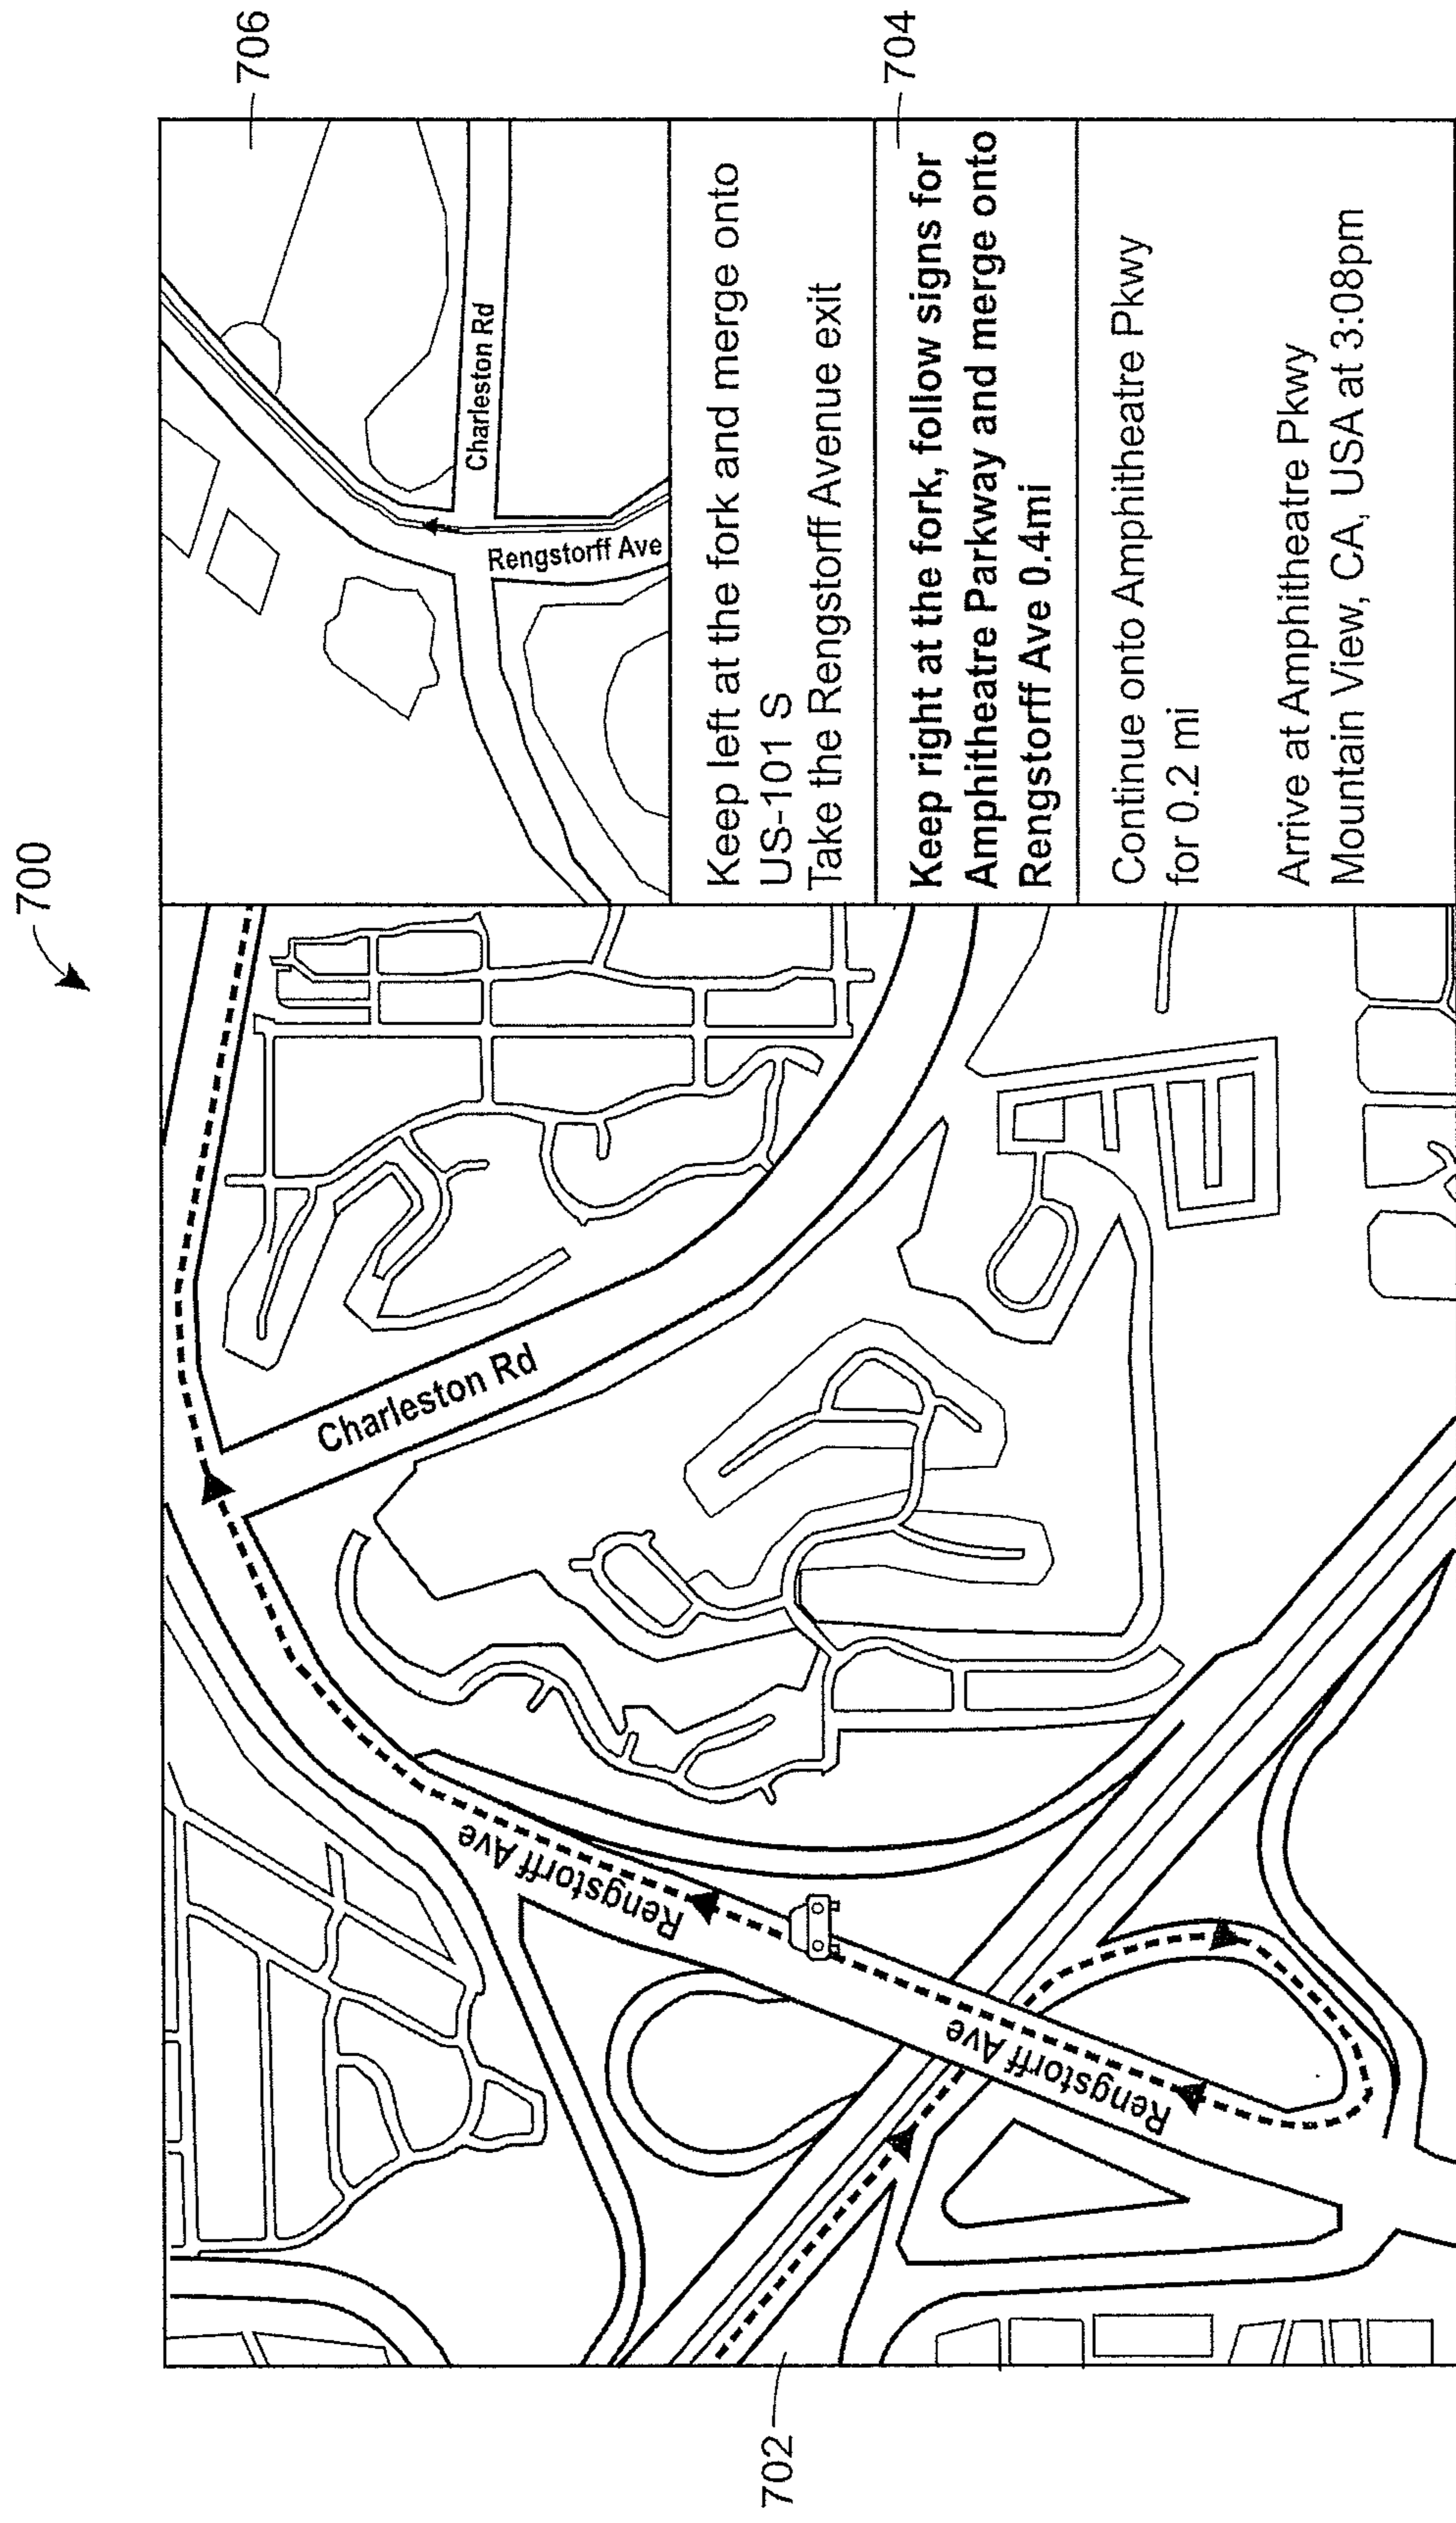 700
706
Charleston Rd
Rengstorff Ave
Keep left at the fork and merge onto
US-101 S
Take the Rengstorff Avenue exit
704
Keep right at the fork, follow signs for
Amphitheatre Parkway and merge onto
Rengstorff Ave 0.4mi
Continue onto Amphitheatre Pkwy
for 0.2 mi
Arrive at Amphitheatre Pkwy
Mountain View, CA, USA at 3:08pm
Charleston Rd
Rengstorff Ave
Rengstorff Ave
702